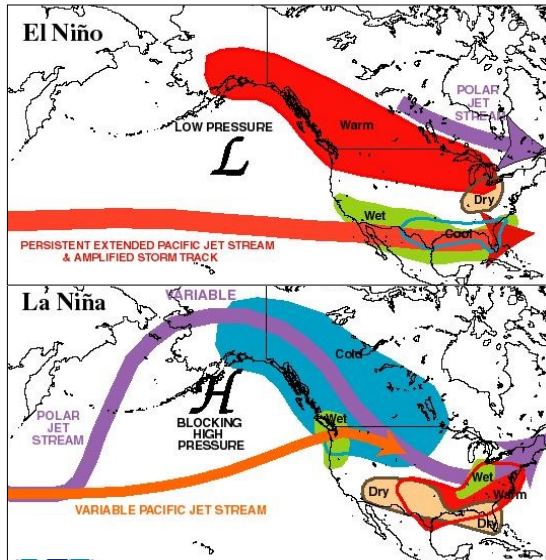 El Niño
POLAR
JET
STREAM
LOW PRESSURE
L
Warm
Dry
Wet
Cool
PERSISTENT EXTENDED PACIFIC JET STREAM
& AMPLIFIED STORM TRACK
La Niña
VARIABLE
Cold
POLAR
JET
STREAM
H
BLOCKING
HIGH
PRESSURE
Wet
VARIABLE PACIFIC JET STREAM
Wet
Dry
Warm
Dry